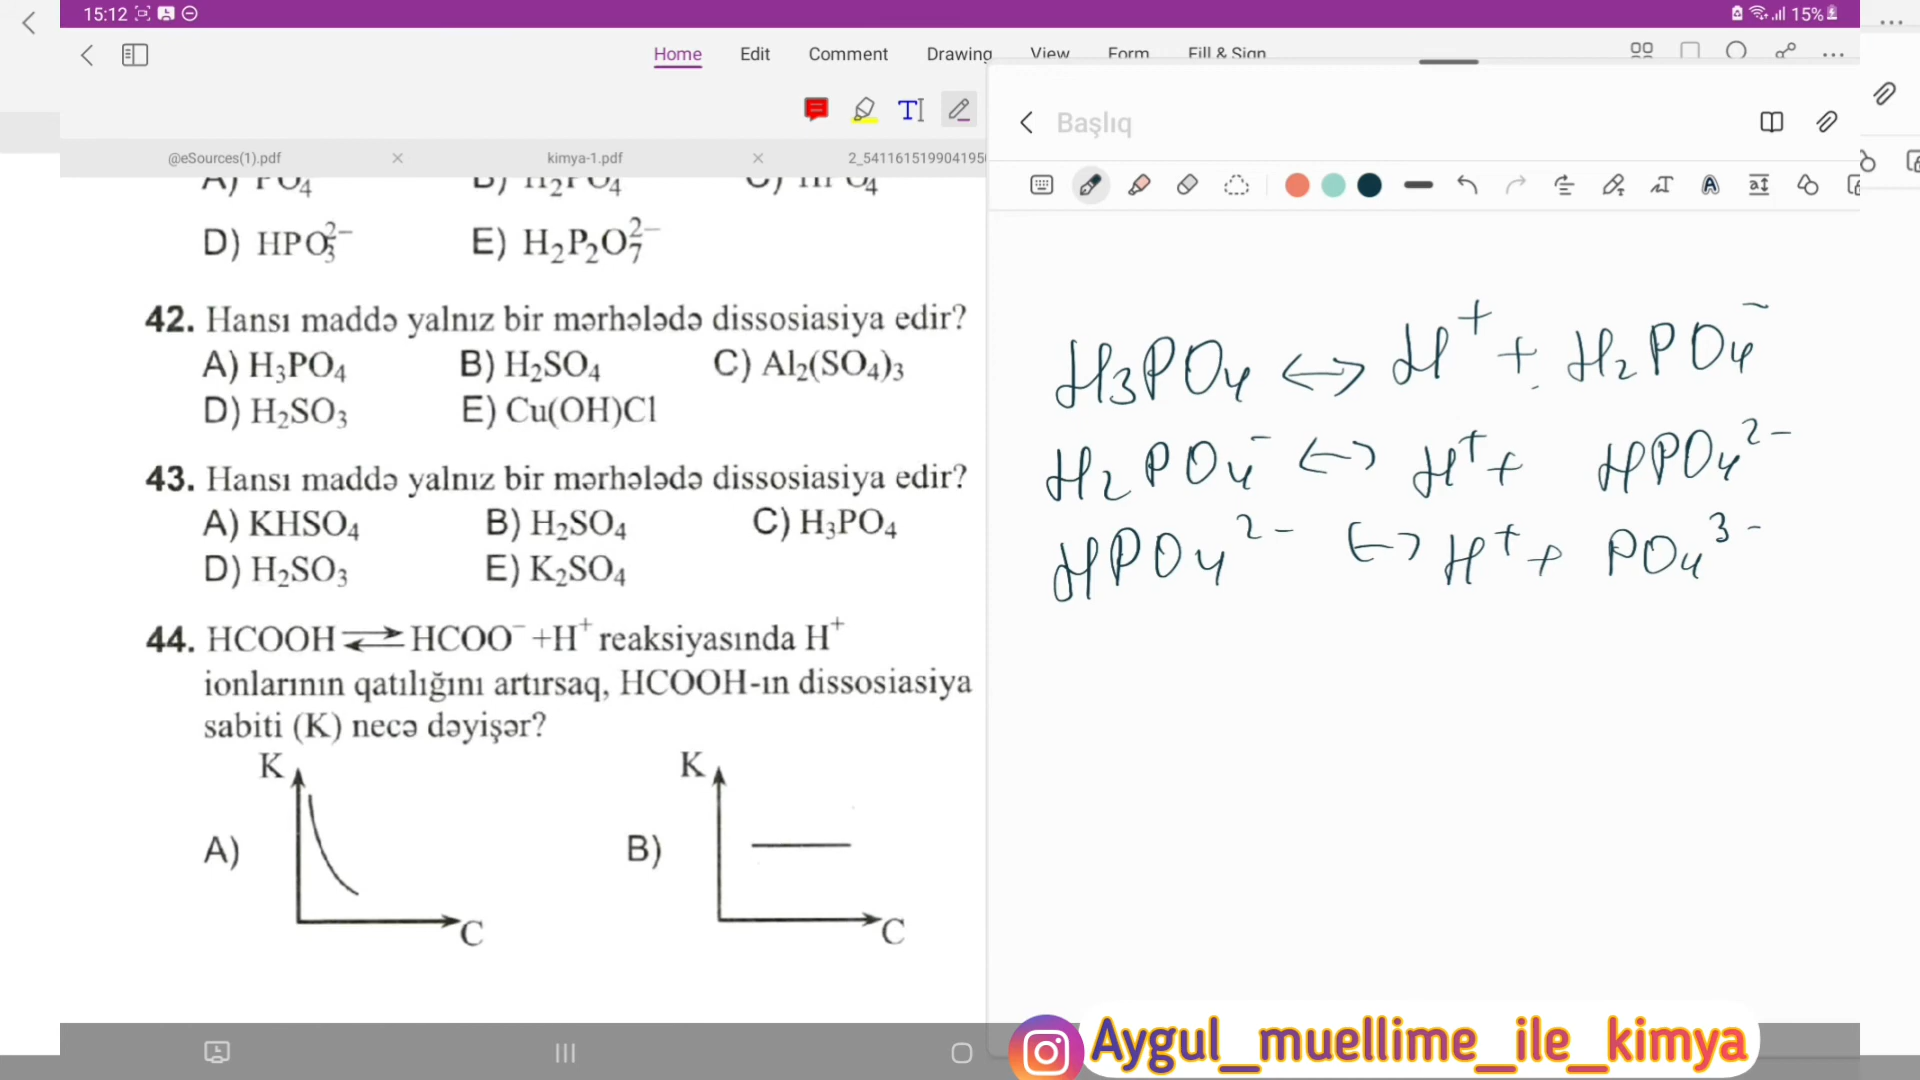 15:12
15%
Home Edit Comment Drawing View Form Fill & Sign
@eSources(1).pdf kimya-1.pdf 2_541161519904195
Başlıq
D) HPO₃²⁻ E) H₂P₂O₇²⁻
42. Hansı maddə yalnız bir mərhələdə dissosiasiya edir?
A) H₃PO₄ B) H₂SO₄ C) Al₂(SO₄)₃
D) H₂SO₃ E) Cu(OH)Cl
43. Hansı maddə yalnız bir mərhələdə dissosiasiya edir?
A) KHSO₄ B) H₂SO₄ C) H₃PO₄
D) H₂SO₃ E) K₂SO₄
44. HCOOH ⇄ HCOO⁻ +H⁺ reaksiyasında H⁺
ionlarının qatılığını artırsaq, HCOOH-ın dissosiasiya
sabiti (K) necə dəyişər?
K K
A) B)
C C
H₃PO₄ ↔ H⁺ + H₂PO₄⁻
H₂PO₄⁻ ↔ H⁺ + HPO₄²⁻
HPO₄²⁻ ↔ H⁺ + PO₄³⁻
Aygul__muellime__ile__kimya